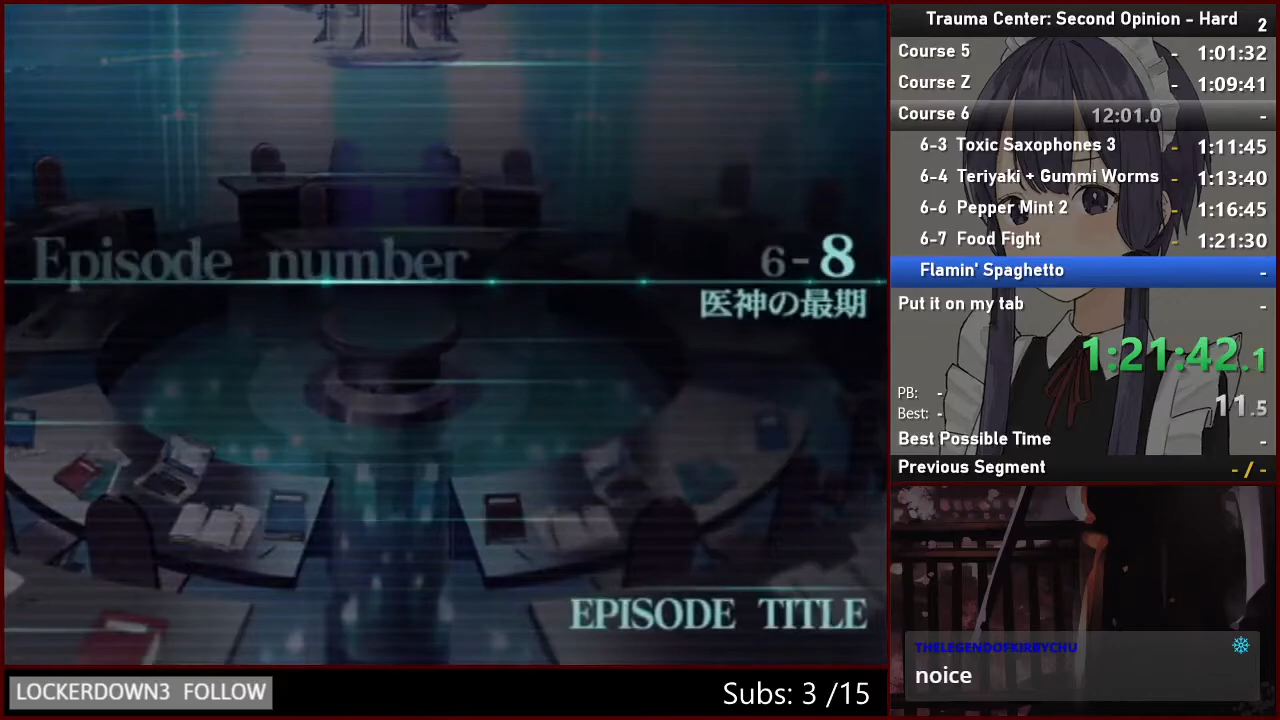 Episode number
6-8
医神の最期
EPISODE TITLE
LOCKERDOWN3 FOLLOW
Subs: 3 /15
Trauma Center: Second Opinion - Hard 2
Course 5 - 1:01:32
Course Z - 1:09:41
Course 6 12:01.0 -
6-3 Toxic Saxophones 3 - 1:11:45
6-4 Teriyaki + Gummi Worms - 1:13:40
6-6 Pepper Mint 2 - 1:16:45
6-7 Food Fight - 1:21:30
Flamin' Spaghetto -
Put it on my tab -
1:21:42.1
PB: -
Best: -
11.5
Best Possible Time -
Previous Segment - / -
THELEGENDOFKIRBYCHU
noice